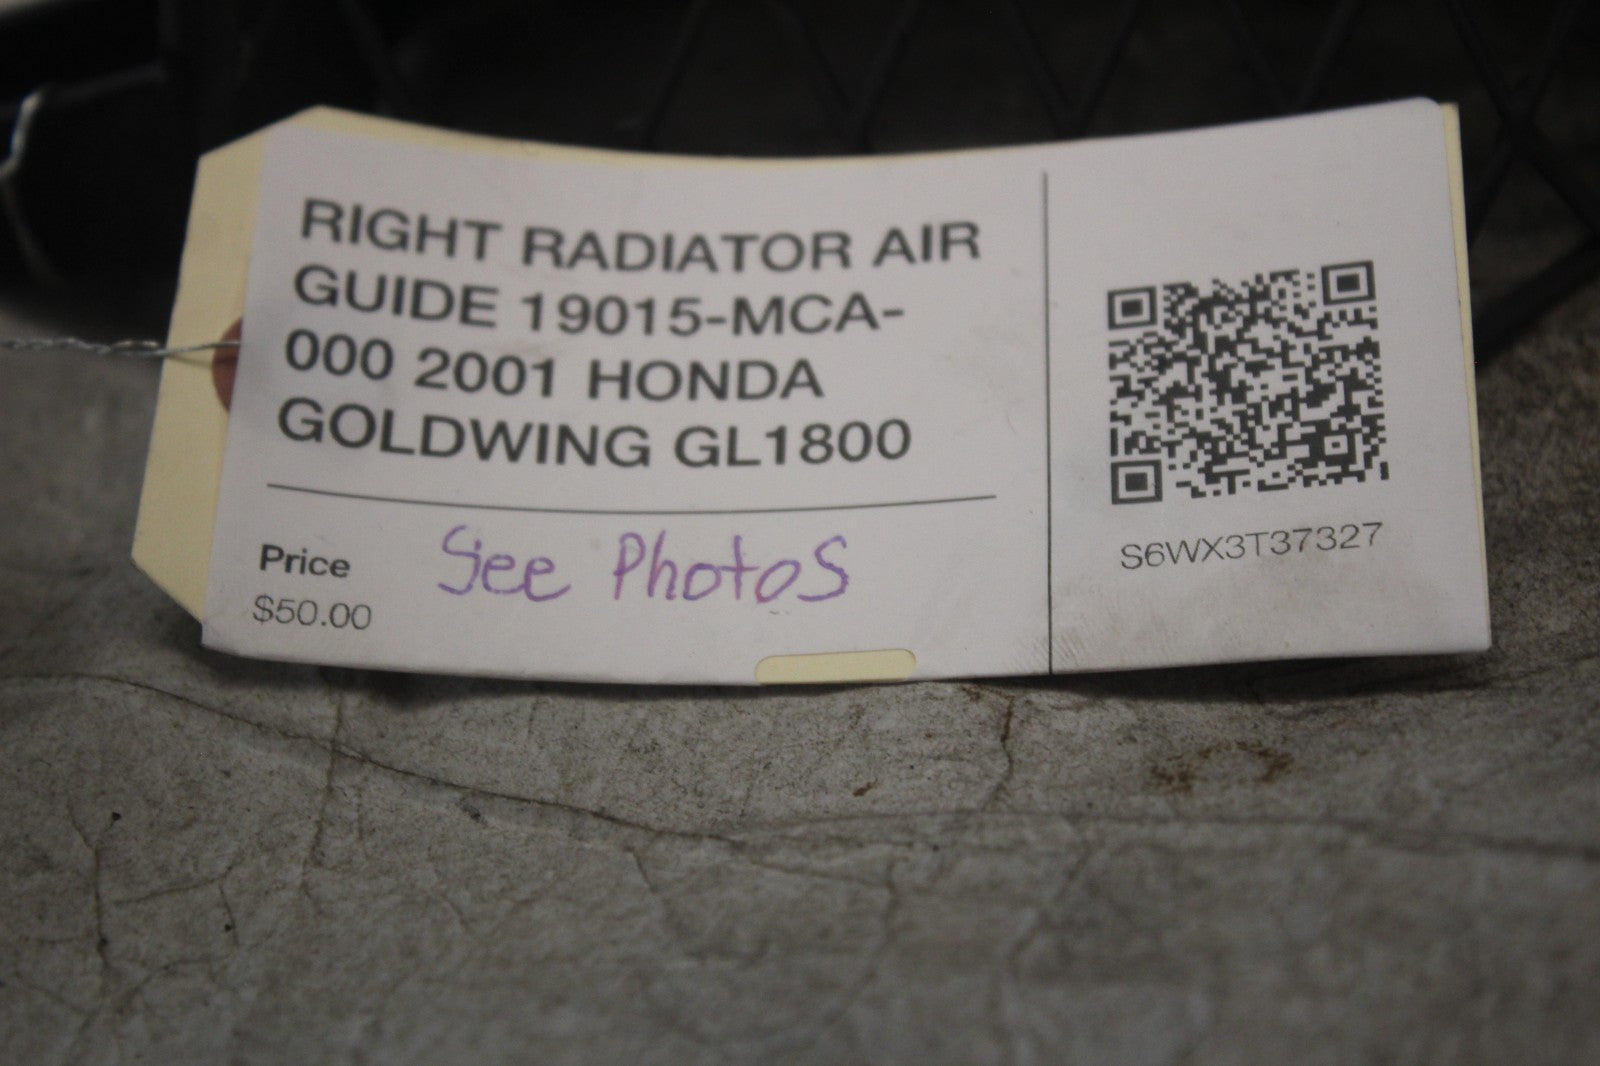 RIGHT RADIATOR AIR
GUIDE 19015-MCA-
000 2001 HONDA
GOLDWING GL1800
Price
$50.00
See Photos
S6WX3T37327